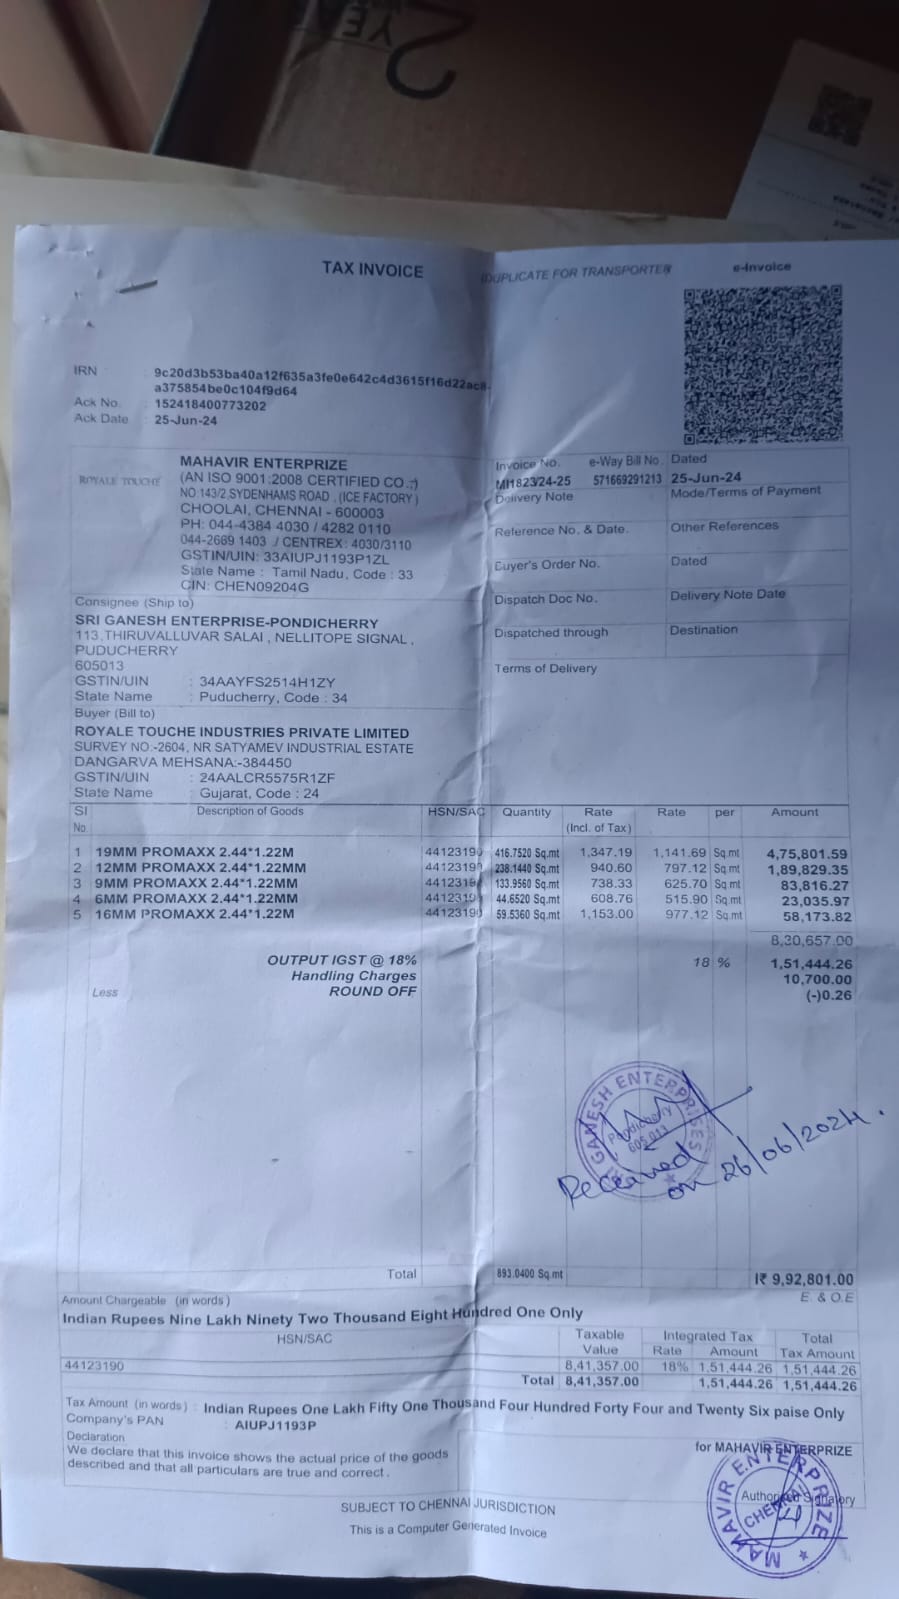 YE
2
TAX INVOICE
(DUPLICATE FOR TRANSPORTER
e-Invoice
IRN : 9c20d3b53ba40a12f635a3fe0e642c4d3615f16d22ac8-
a375854be0c104f9d64
Ack No. : 152418400773202
Ack Date : 25-Jun-24
ROYALE TOUCHE
MAHAVIR ENTERPRIZE
(AN ISO 9001:2008 CERTIFIED CO.,)
NO.143/2,SYDENHAMS ROAD , (ICE FACTORY)
CHOOLAI, CHENNAI - 600003
PH: 044-4384 4030 / 4282 0110
044-2669 1403 / CENTREX: 4030/3110
GSTIN/UIN: 33AIUPJ1193P1ZL
State Name : Tamil Nadu, Code : 33
CIN: CHEN09204G
Invoice No. e-Way Bill No. Dated
MI1823/24-25 571669291213 25-Jun-24
Delivery Note Mode/Terms of Payment
Reference No. & Date. Other References
Buyer's Order No. Dated
Dispatch Doc No. Delivery Note Date
Dispatched through Destination
Terms of Delivery
Consignee (Ship to)
SRI GANESH ENTERPRISE-PONDICHERRY
113,THIRUVALLUVAR SALAI , NELLITOPE SIGNAL ,
PUDUCHERRY
605013
GSTIN/UIN : 34AAYFS2514H1ZY
State Name : Puducherry, Code : 34
Buyer (Bill to)
ROYALE TOUCHE INDUSTRIES PRIVATE LIMITED
SURVEY NO:-2604, NR SATYAMEV INDUSTRIAL ESTATE
DANGARVA MEHSANA:-384450
GSTIN/UIN : 24AALCR5575R1ZF
State Name : Gujarat, Code : 24
Sl Description of Goods HSN/SAC Quantity Rate Rate per Amount
No. (Incl. of Tax)
1 19MM PROMAXX 2.44*1.22M 44123190 416.7520 Sq.mt 1,347.19 1,141.69 Sq.mt 4,75,801.59
2 12MM PROMAXX 2.44*1.22MM 44123190 238.1440 Sq.mt 940.60 797.12 Sq.mt 1,89,829.35
3 9MM PROMAXX 2.44*1.22MM 44123190 133.9560 Sq.mt 738.33 625.70 Sq.mt 83,816.27
4 6MM PROMAXX 2.44*1.22MM 44123190 44.6520 Sq.mt 608.76 515.90 Sq.mt 23,035.97
5 16MM PROMAXX 2.44*1.22M 44123190 59.5360 Sq.mt 1,153.00 977.12 Sq.mt 58,173.82
8,30,657.00
OUTPUT IGST @ 18% 18 % 1,51,444.26
Handling Charges 10,700.00
Less ROUND OFF (-)0.26
SRI GANESH ENTERPRISES
Pondicherry
605 013
Received
on 26/06/2024.
Total 893.0400 Sq.mt I₹ 9,92,801.00
Amount Chargeable (in words) E. & O.E
Indian Rupees Nine Lakh Ninety Two Thousand Eight Hundred One Only
HSN/SAC Taxable Integrated Tax Total
Value Rate Amount Tax Amount
44123190 8,41,357.00 18% 1,51,444.26 1,51,444.26
Total 8,41,357.00 1,51,444.26 1,51,444.26
Tax Amount (in words) : Indian Rupees One Lakh Fifty One Thousand Four Hundred Forty Four and Twenty Six paise Only
Company's PAN : AIUPJ1193P
Declaration
We declare that this invoice shows the actual price of the goods
described and that all particulars are true and correct.
for MAHAVIR ENTERPRIZE
Authorised Signatory
MAHAVIR ENTERPRIZE
CHENNAI
SUBJECT TO CHENNAI JURISDICTION
This is a Computer Generated Invoice